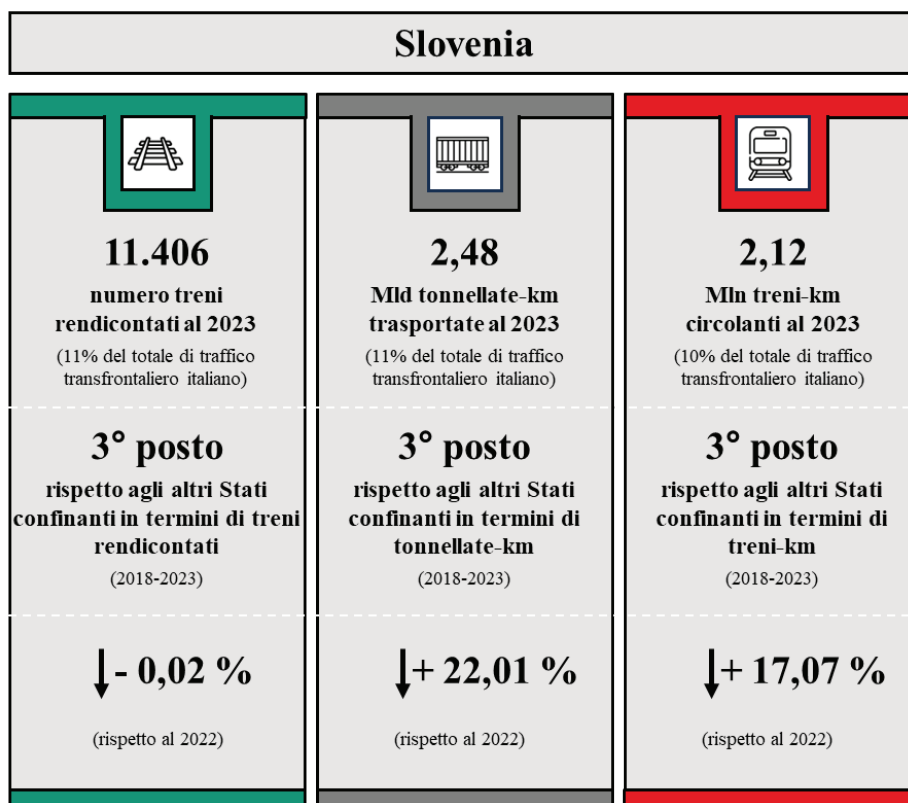 Slovenia
11.406
numero treni
rendicontati al 2023
(11% del totale di traffico
transfrontaliero italiano)
3° posto
rispetto agli altri Stati
confinanti in termini di treni
rendicontati
(2018-2023)
- 0,02 %
(rispetto al 2022)
2,48
Mld tonnellate-km
trasportate al 2023
(11% del totale di traffico
transfrontaliero italiano)
3° posto
rispetto agli altri Stati
confinanti in termini di
tonnellate-km
(2018-2023)
+ 22,01 %
(rispetto al 2022)
2,12
Mln treni-km
circolanti al 2023
(10% del totale di traffico
transfrontaliero italiano)
3° posto
rispetto agli altri Stati
confinanti in termini di
treni-km
(2018-2023)
+ 17,07 %
(rispetto al 2022)